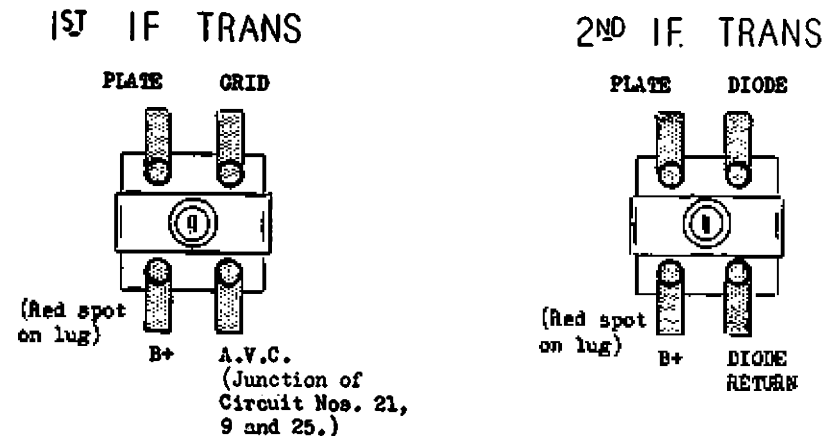 1ST IF TRANS
PLATE GRID
(Red spot
on lug)
B+
A.V.C.
(Junction of
Circuit Nos. 21,
9 and 25.)
2ND I.F. TRANS
PLATE DIODE
(Red spot
on lug)
B+
DIODE
RETURN